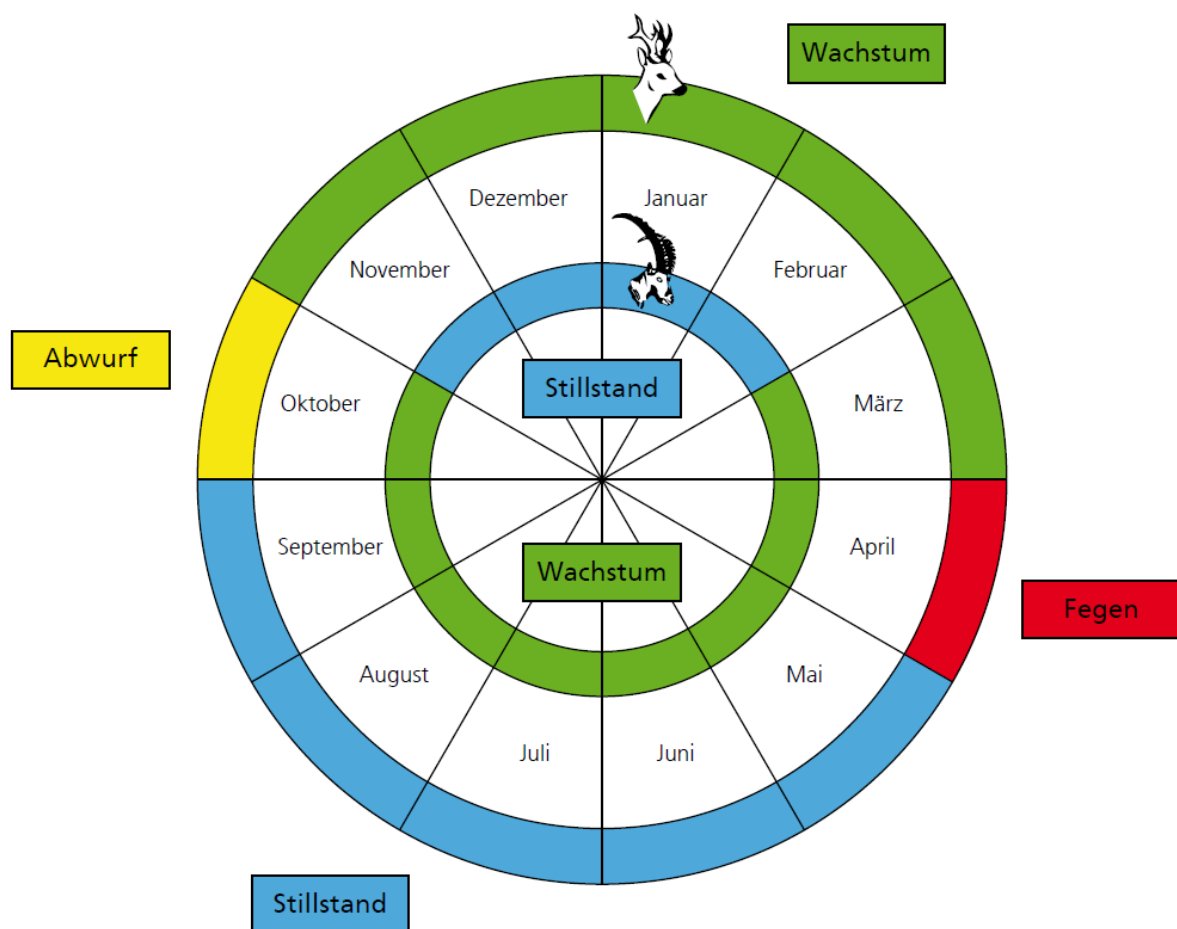 Wachstum
Dezember
Januar
November
Februar
Abwurf
Stillstand
Oktober
März
September
April
Wachstum
Fegen
August
Mai
Juli
Juni
Stillstand